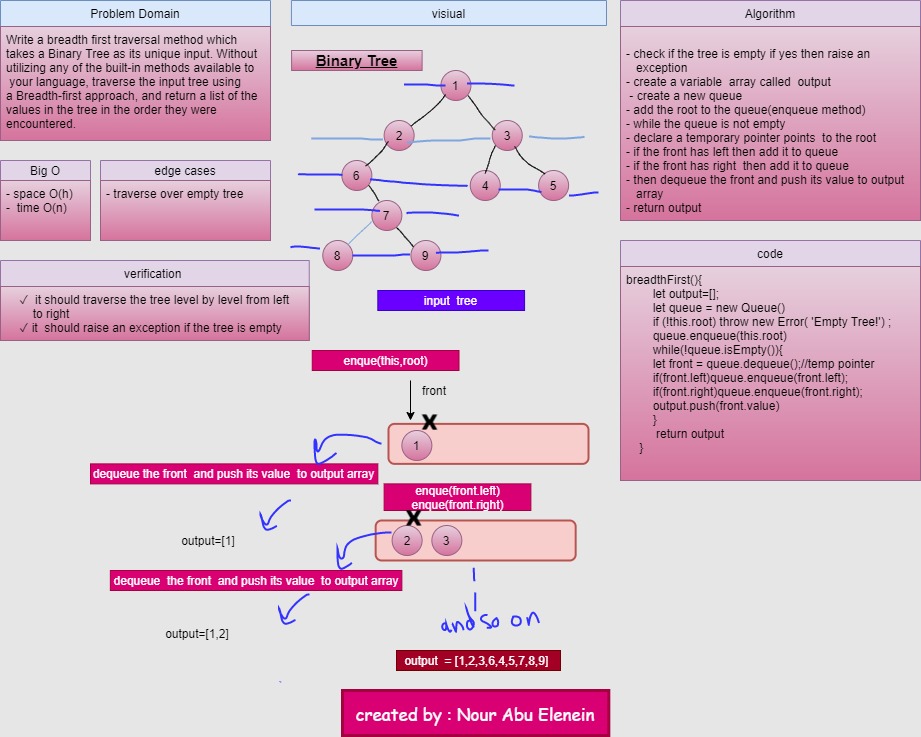 Problem Domain
Write a breadth first traversal method which
takes a Binary Tree as its unique input. Without
utilizing any of the built-in methods available to
your language, traverse the input tree using
a Breadth-first approach, and return a list of the
values in the tree in the order they were
encountered.
Big O
- space O(h)
- time O(n)
edge cases
- traverse over empty tree
verification
✓ it should traverse the tree level by level from left
to right
✓ it should raise an exception if the tree is empty
visiual
Binary Tree
1
2
3
6
4
5
7
8
9
input tree
enque(this,root)
front
X
1
dequeue the front and push its value to output array
enque(front.left)
enque(front.right)
output=[1]
X
2
3
dequeue the front and push its value to output array
output=[1,2]
and so on
output = [1,2,3,6,4,5,7,8,9]
created by : Nour Abu Elenein
Algorithm
- check if the tree is empty if yes then raise an
exception
- create a variable array called output
- create a new queue
- add the root to the queue(enqueue method)
- while the queue is not empty
- declare a temporary pointer points to the root
- if the front has left then add it to queue
- if the front has right then add it to queue
- then dequeue the front and push its value to output
array
- return output
code
breadthFirst(){
let output=[];
let queue = new Queue()
if (!this.root) throw new Error( 'Empty Tree!') ;
queue.enqueue(this.root)
while(!queue.isEmpty()){
let front = queue.dequeue();//temp pointer
if(front.left)queue.enqueue(front.left);
if(front.right)queue.enqueue(front.right);
output.push(front.value)
}
return output
}